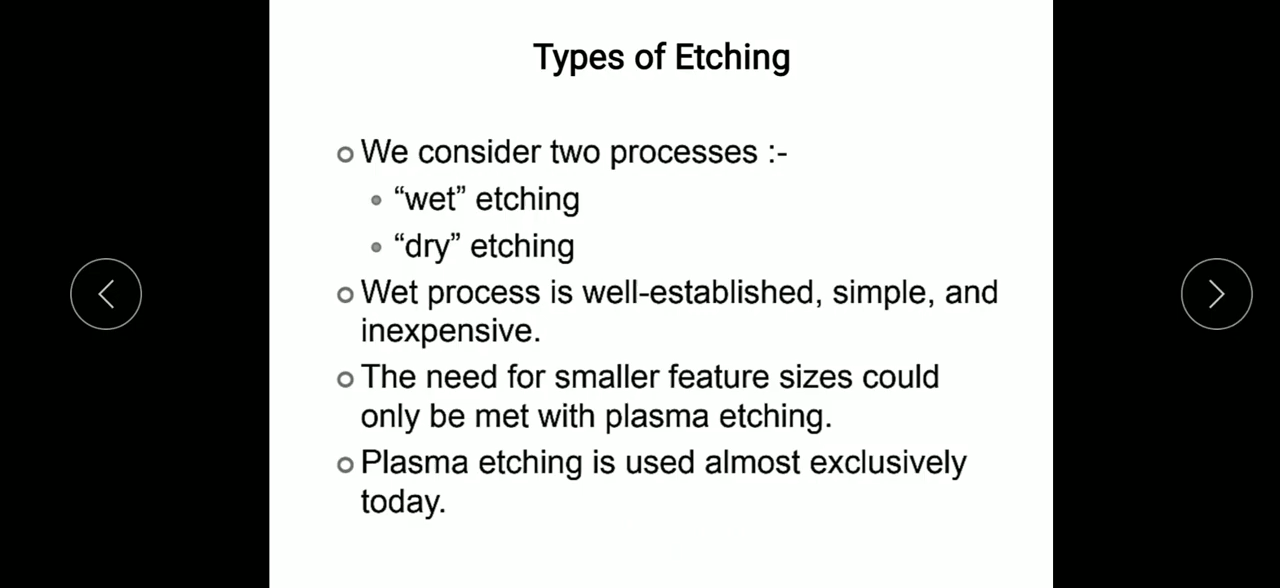 Types of Etching
We consider two processes :-
“wet” etching
“dry” etching
Wet process is well-established, simple, and
inexpensive.
The need for smaller feature sizes could
only be met with plasma etching.
Plasma etching is used almost exclusively
today.